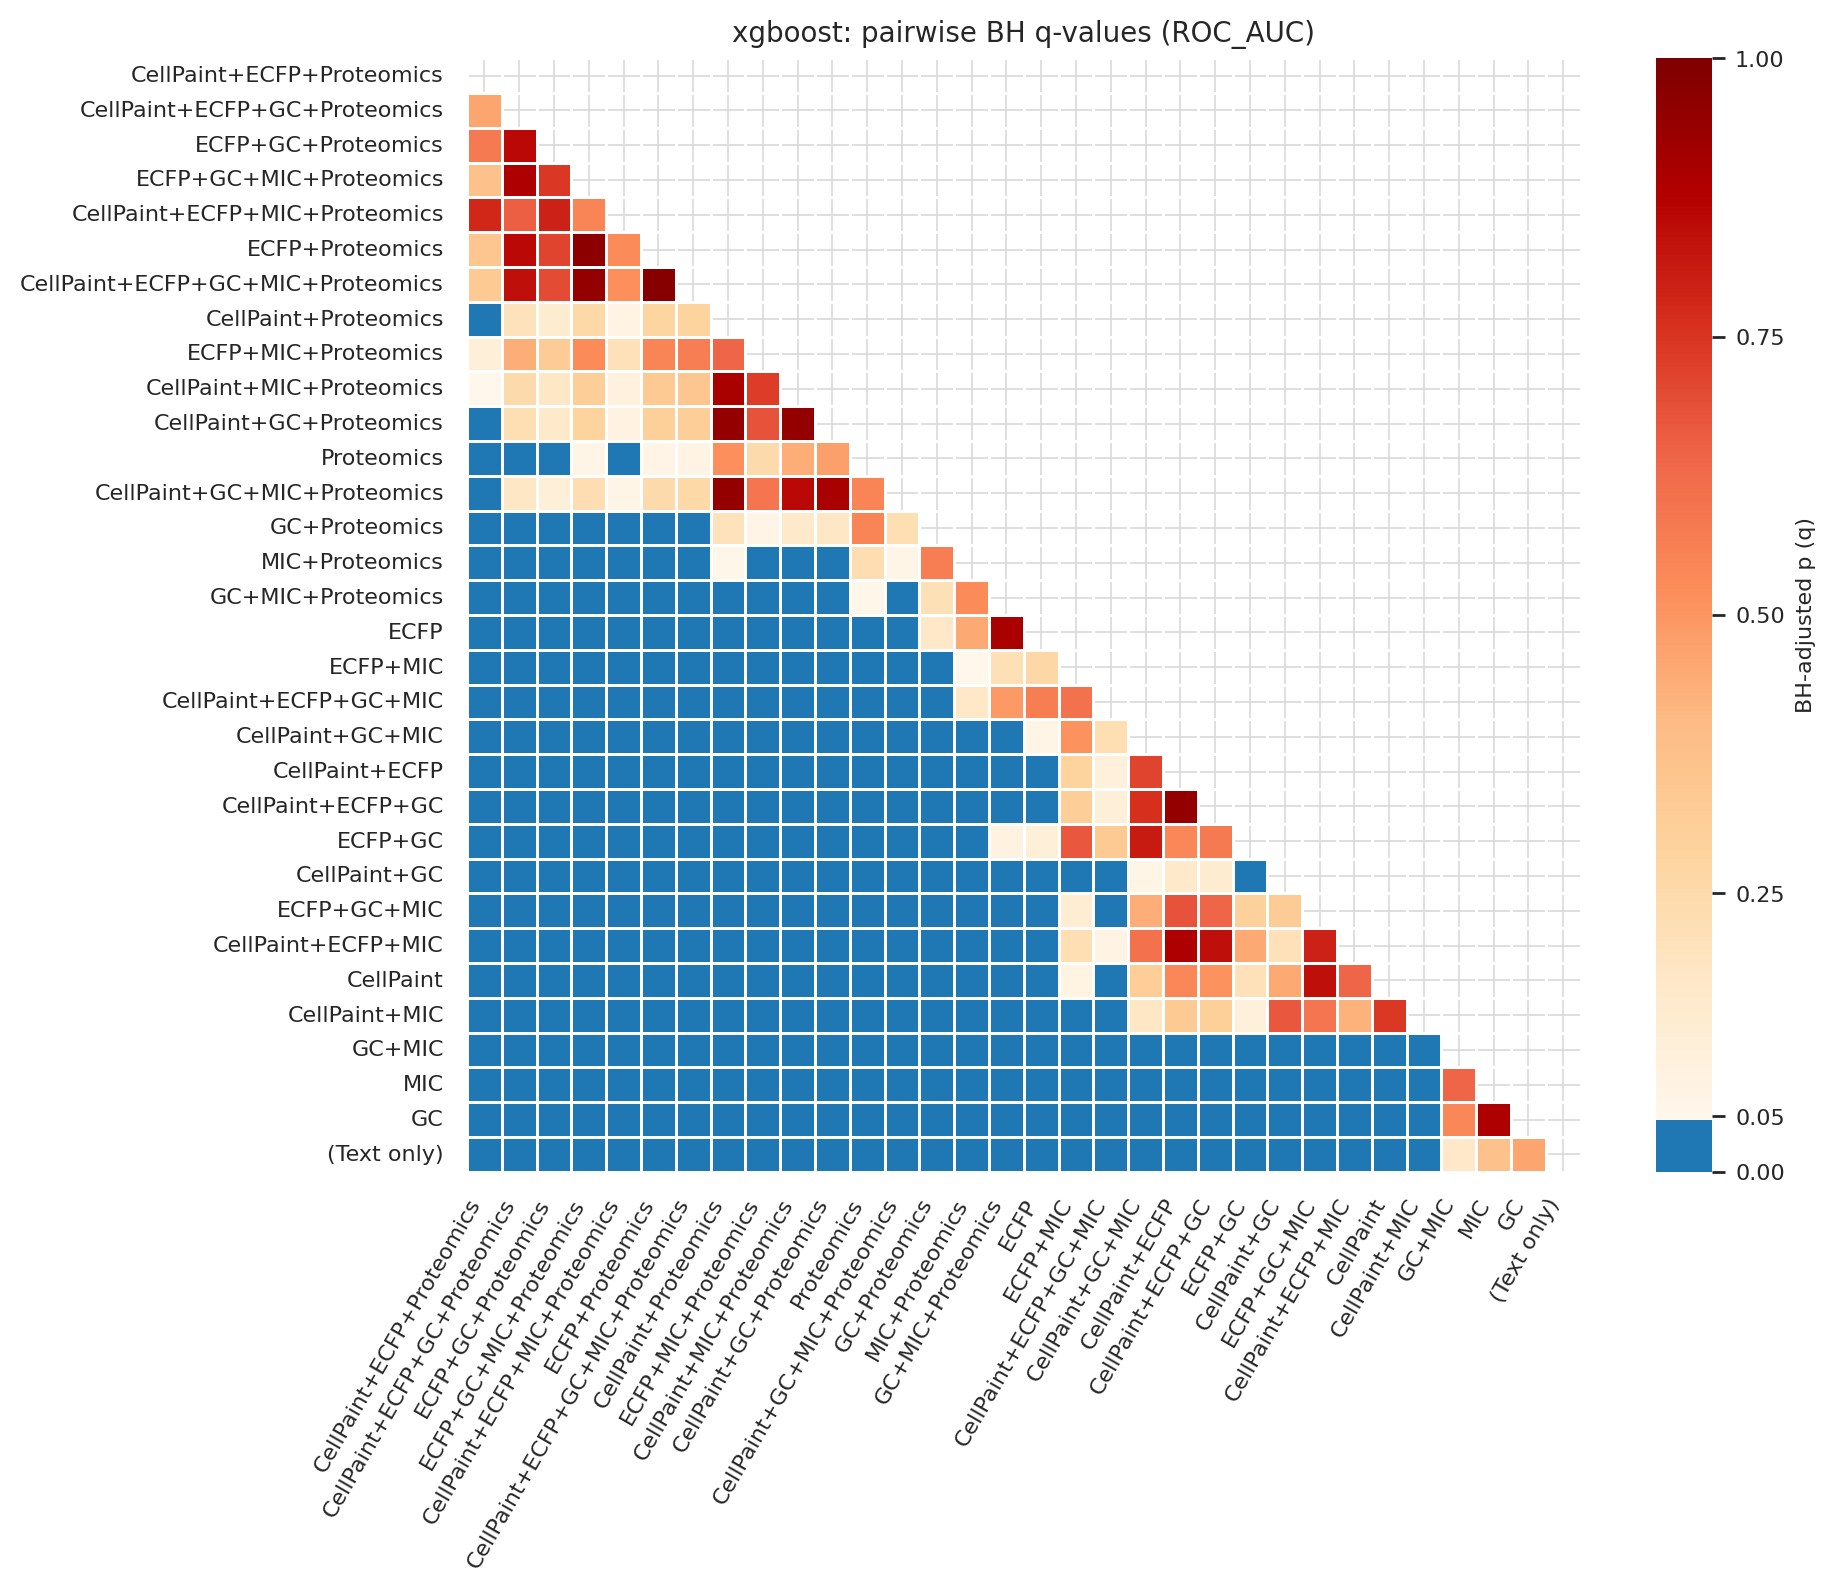 xgboost: pairwise BH q-values (ROC_AUC)
CellPaint+ECFP+Proteomics
CellPaint+ECFP+GC+Proteomics
ECFP+GC+Proteomics
ECFP+GC+MIC+Proteomics
CellPaint+ECFP+MIC+Proteomics
ECFP+Proteomics
CellPaint+ECFP+GC+MIC+Proteomics
CellPaint+Proteomics
ECFP+MIC+Proteomics
CellPaint+MIC+Proteomics
CellPaint+GC+Proteomics
Proteomics
CellPaint+GC+MIC+Proteomics
GC+Proteomics
MIC+Proteomics
GC+MIC+Proteomics
ECFP
ECFP+MIC
CellPaint+ECFP+GC+MIC
CellPaint+GC+MIC
CellPaint+ECFP
CellPaint+ECFP+GC
ECFP+GC
CellPaint+GC
ECFP+GC+MIC
CellPaint+ECFP+MIC
CellPaint
CellPaint+MIC
GC+MIC
MIC
GC
(Text only)
CellPaint+ECFP+Proteomics
CellPaint+ECFP+GC+Proteomics
ECFP+GC+Proteomics
ECFP+GC+MIC+Proteomics
CellPaint+ECFP+MIC+Proteomics
ECFP+Proteomics
CellPaint+ECFP+GC+MIC+Proteomics
CellPaint+Proteomics
ECFP+MIC+Proteomics
CellPaint+MIC+Proteomics
CellPaint+GC+Proteomics
Proteomics
CellPaint+GC+MIC+Proteomics
GC+Proteomics
MIC+Proteomics
GC+MIC+Proteomics
ECFP
ECFP+MIC
CellPaint+ECFP+GC+MIC
CellPaint+GC+MIC
CellPaint+ECFP
CellPaint+ECFP+GC
ECFP+GC
CellPaint+GC
ECFP+GC+MIC
CellPaint+ECFP+MIC
CellPaint
CellPaint+MIC
GC+MIC
MIC
GC
(Text only)
1.00
0.75
0.50
0.25
0.05
0.00
BH-adjusted p (q)